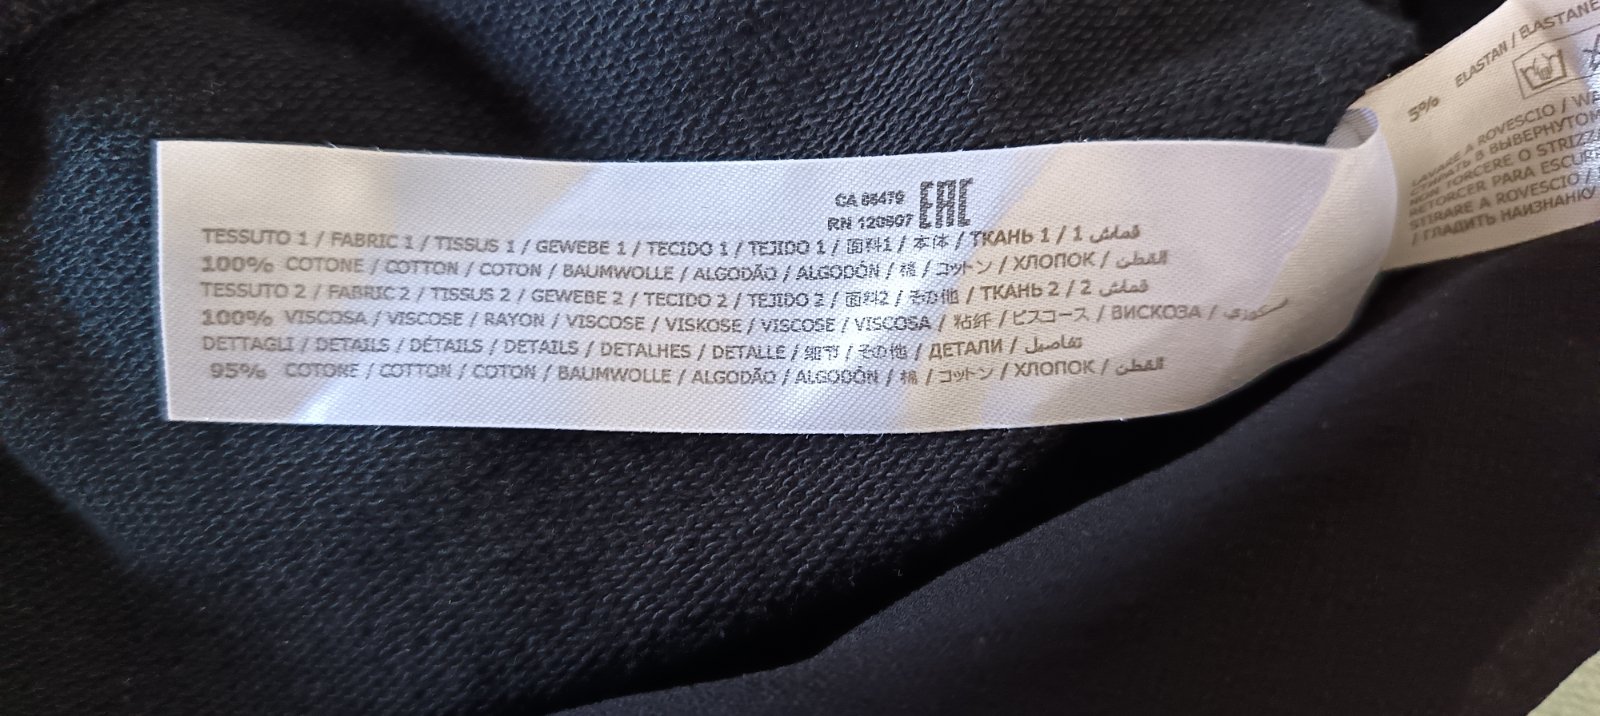 CA 85479
RN 120907
EAC
TESSUTO 1 / FABRIC 1 / TISSUS 1 / GEWEBE 1 / TECIDO 1 / TEJIDO 1 / 面料1 / 本体 / ТКАНЬ 1 / 1 قماش
100% COTONE / COTTON / COTON / BAUMWOLLE / ALGODÃO / ALGODÓN / 棉 / コットン / ХЛОПОК / القطن
TESSUTO 2 / FABRIC 2 / TISSUS 2 / GEWEBE 2 / TECIDO 2 / TEJIDO 2 / 面料2 / その他 / ТКАНЬ 2 / 2 قماش
100% VISCOSA / VISCOSE / RAYON / VISCOSE / VISKOSE / VISCOSE / VISCOSA / 粘纤 / ビスコース / ВИСКОЗА /
DETTAGLI / DETAILS / DÉTAILS / DETAILS / DETALHES / DETALLE / 细节 / その他 / ДЕТАЛИ / تفاصيل
95% COTONE / COTTON / COTON / BAUMWOLLE / ALGODÃO / ALGODÓN / 棉 / コットン / ХЛОПОК / القطن
5% ELASTAN / ELASTANE
LAVARE A ROVESCIO /
СТИРАТЬ В ВЫВЕРНУТОМ
NON TORCERE O
RETORCER PARA
STIRARE A ROVESCIO /
/ ГЛАДИТЬ НАИЗНАНКУ